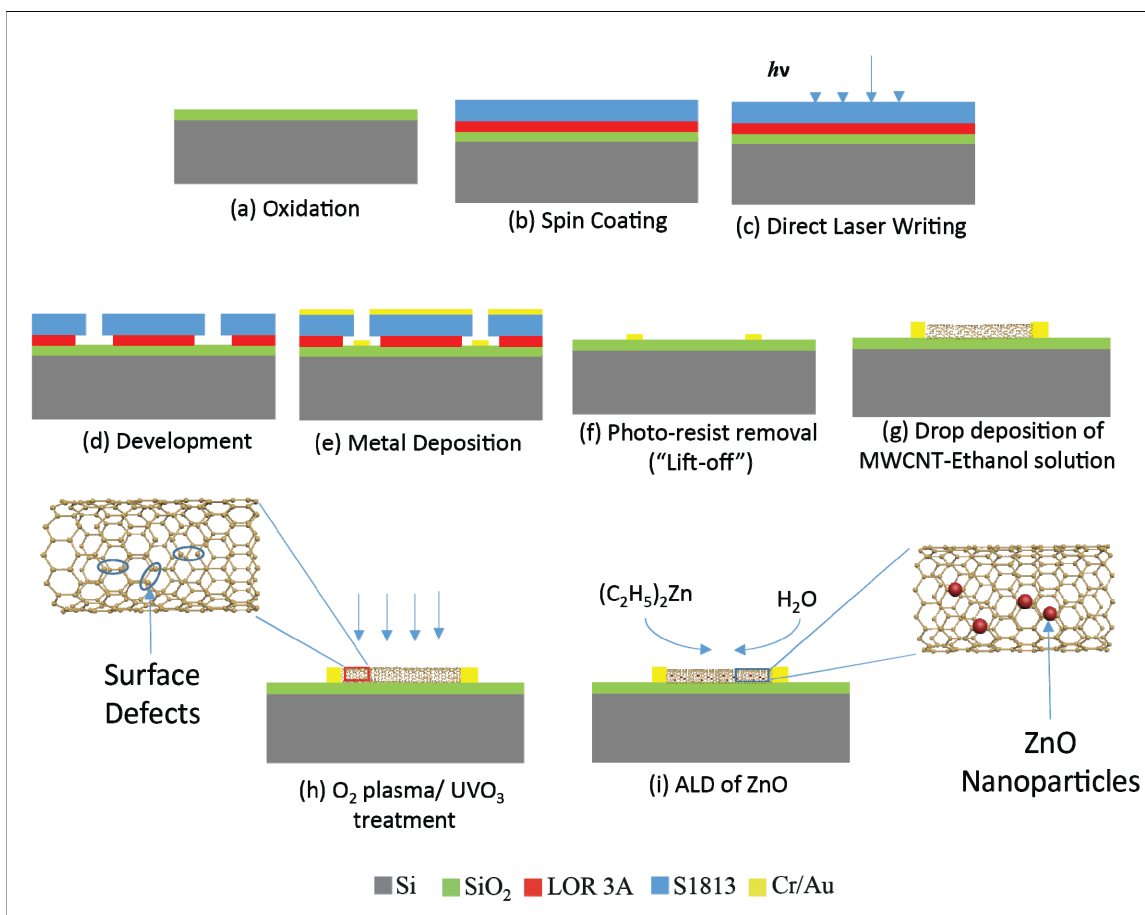 hν
(a) Oxidation
(b) Spin Coating
(c) Direct Laser Writing
(d) Development
(e) Metal Deposition
(f) Photo-resist removal
(“Lift-off”)
(g) Drop deposition of
MWCNT-Ethanol solution
Surface
Defects
(h) O₂ plasma/ UVO₃
treatment
(C₂H₅)₂Zn
H₂O
(i) ALD of ZnO
ZnO
Nanoparticles
Si SiO₂ LOR 3A S1813 Cr/Au